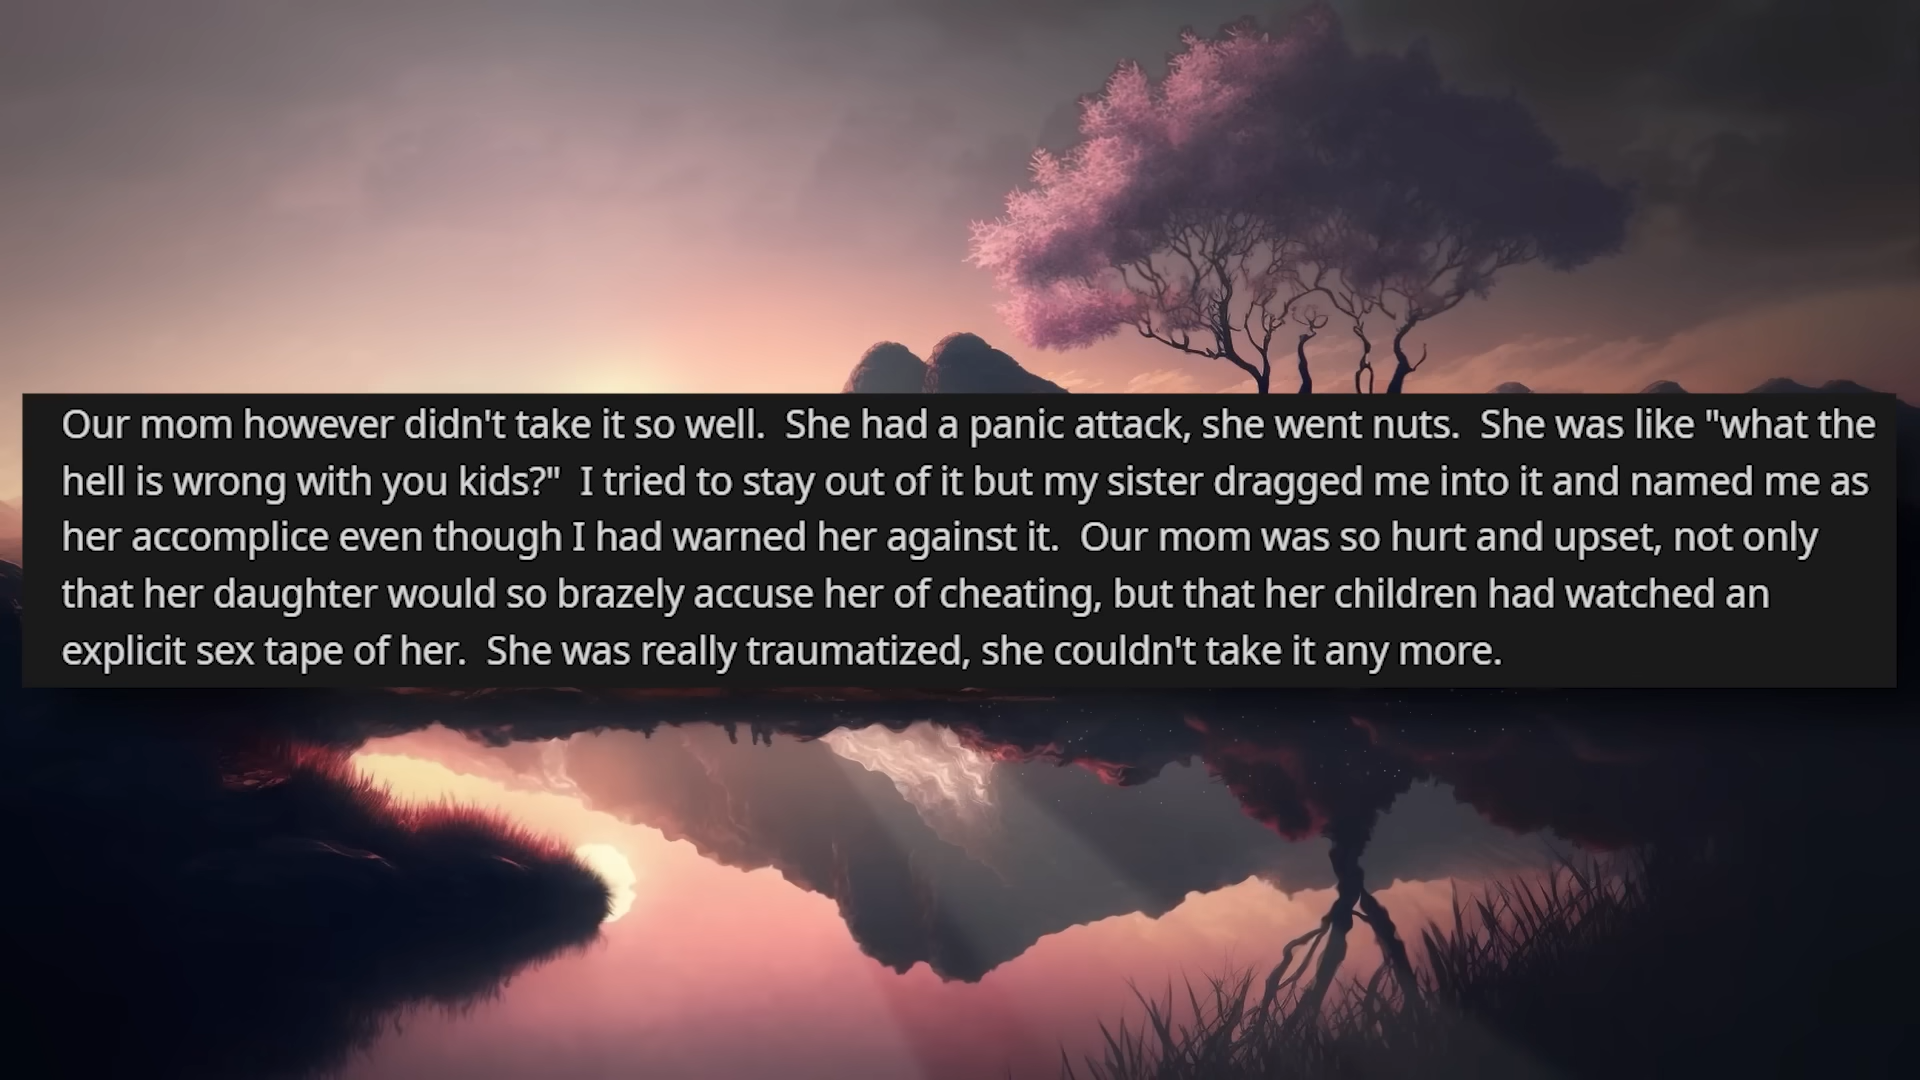 Our mom however didn't take it so well.  She had a panic attack, she went nuts.  She was like "what the
hell is wrong with you kids?"  I tried to stay out of it but my sister dragged me into it and named me as
her accomplice even though I had warned her against it.  Our mom was so hurt and upset, not only
that her daughter would so brazely accuse her of cheating, but that her children had watched an
explicit sex tape of her.  She was really traumatized, she couldn't take it any more.